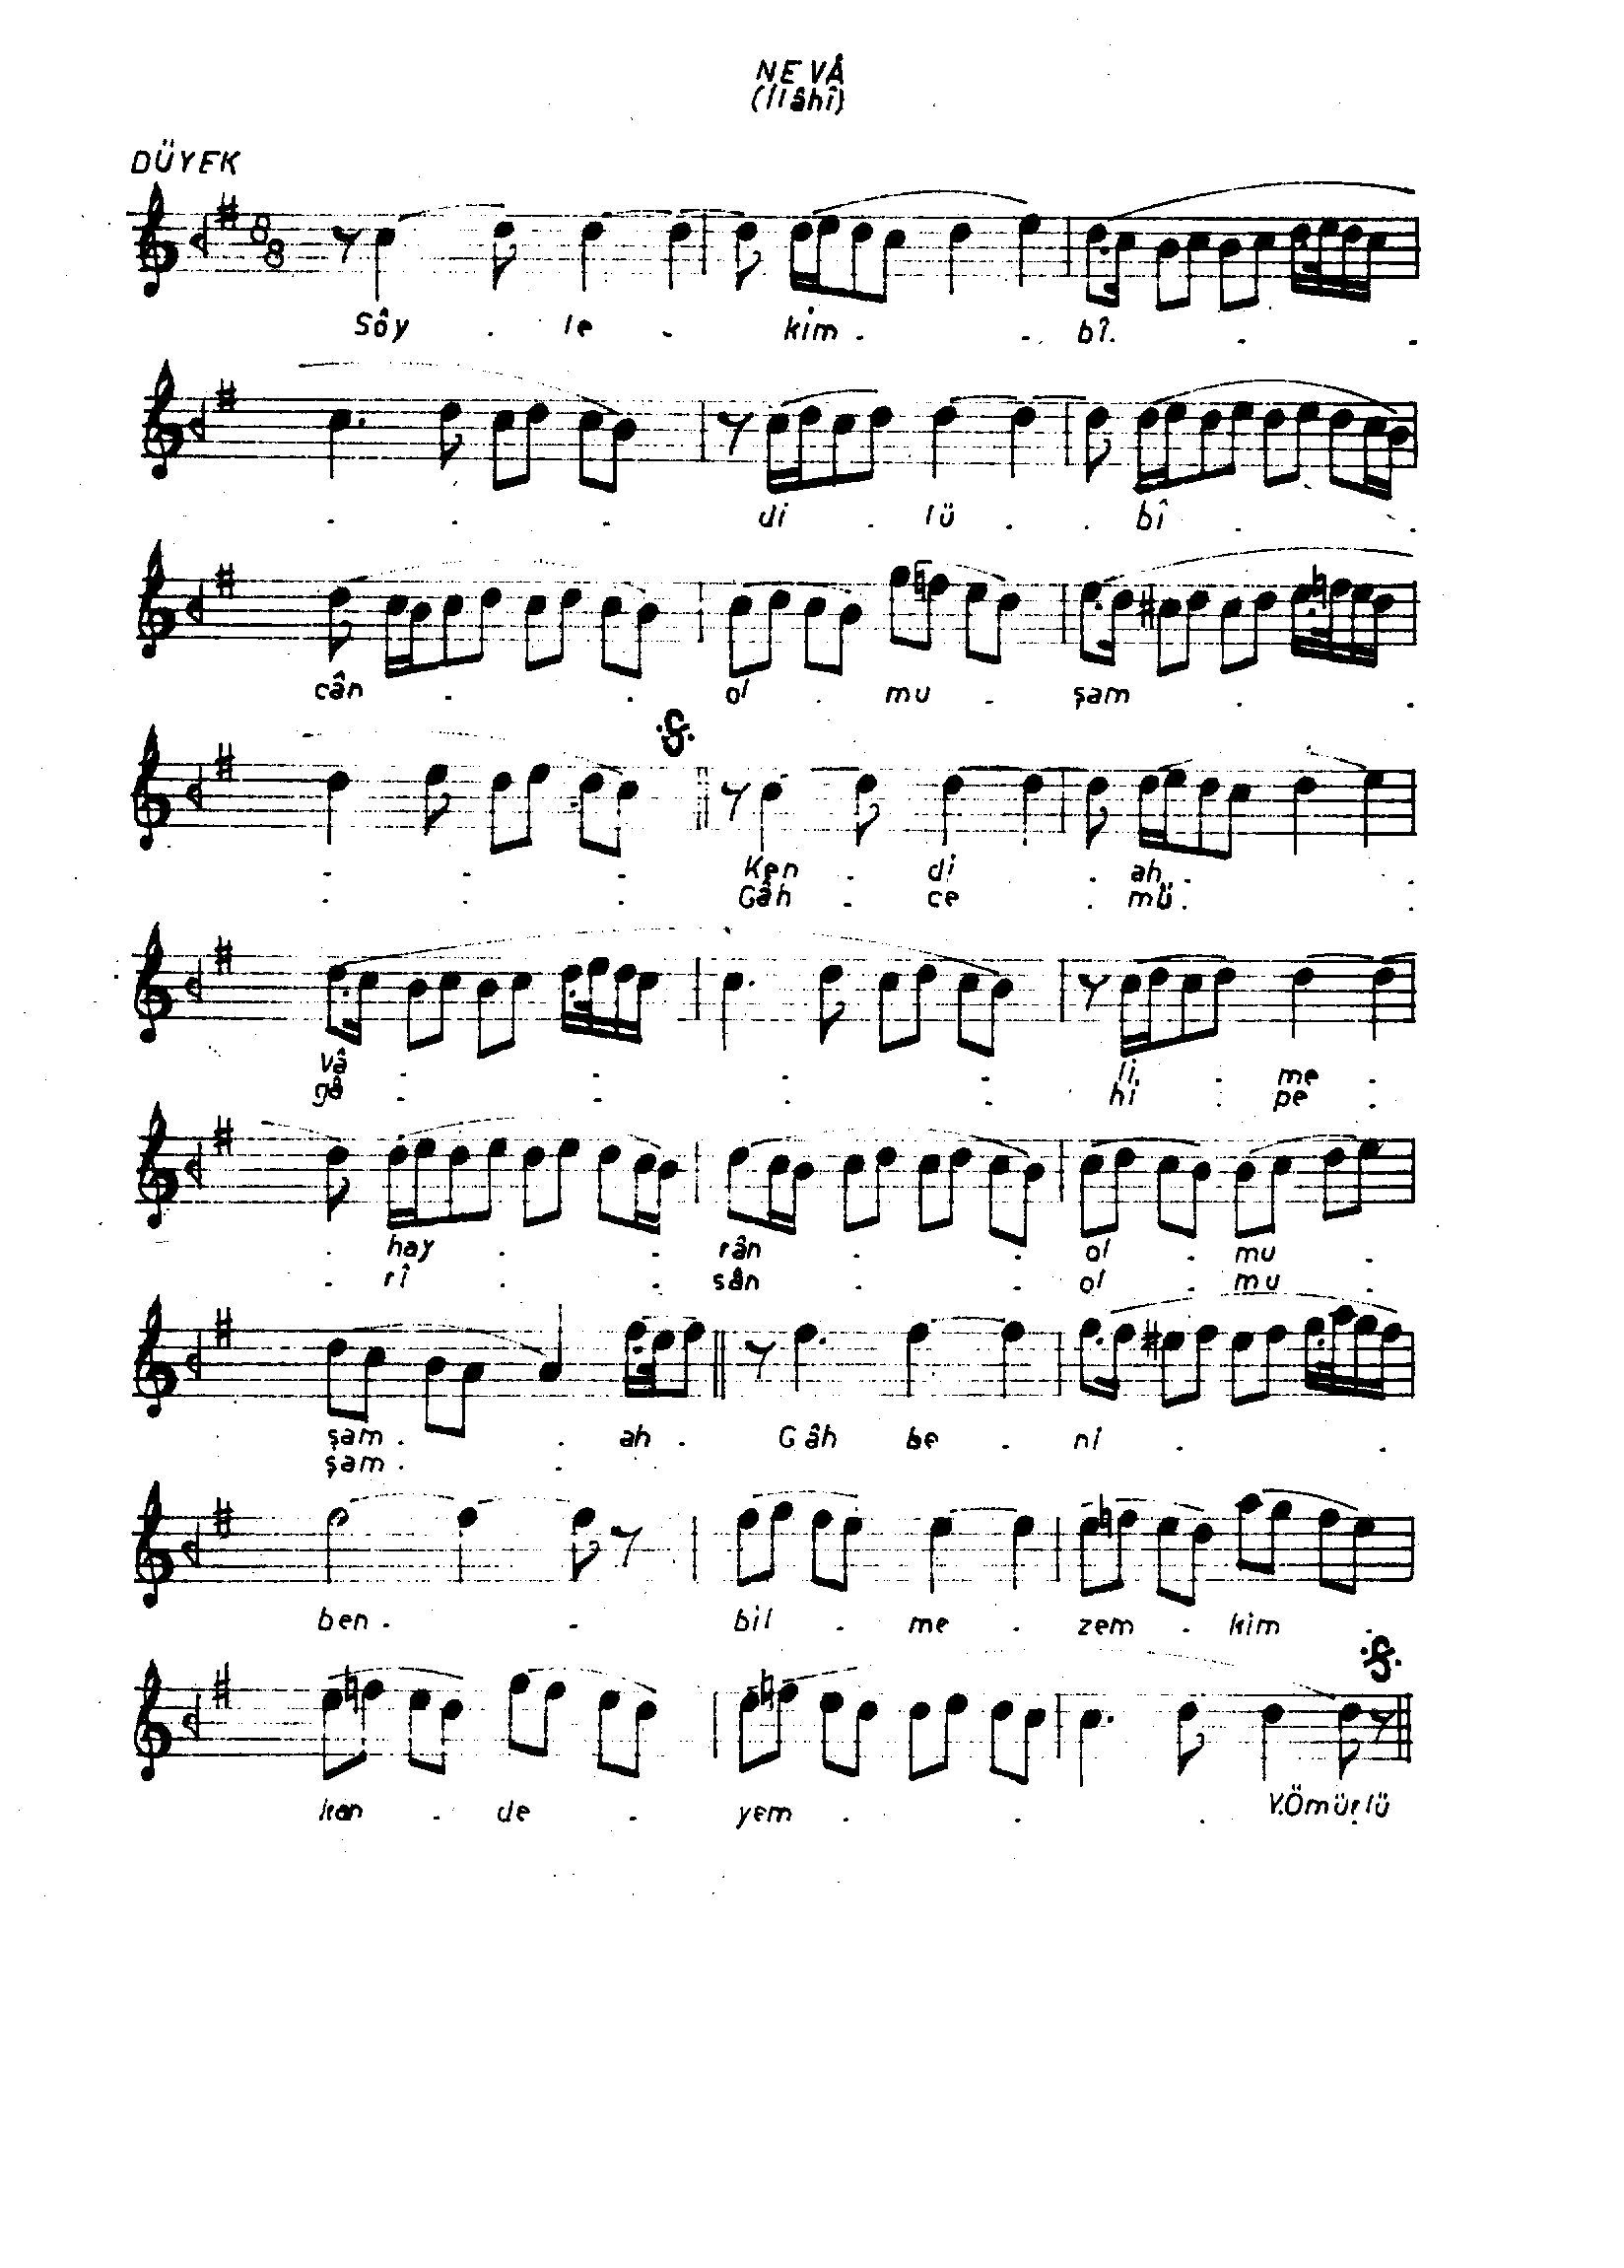 NEVÂ
(İlâhî)
DÜYEK
8
8
Söy . le - kim . - . bî . . .
. . . di . lü . . bî . .
cân . . ol . mu - şam . .
. . . Ken . di . ah . . .
. . . Gâh - ce . mü . .
vâ . . . . li . me .
gâ . . . . hi . pe .
. hay . . rân . . ol . mu .
. rî . . sân . . ol . mu .
şam . . ah . Gâh be . ni . .
şam . .
ben . . bil . me . zem . kim .
kan . de . yem . . .
Y.Ömürlü